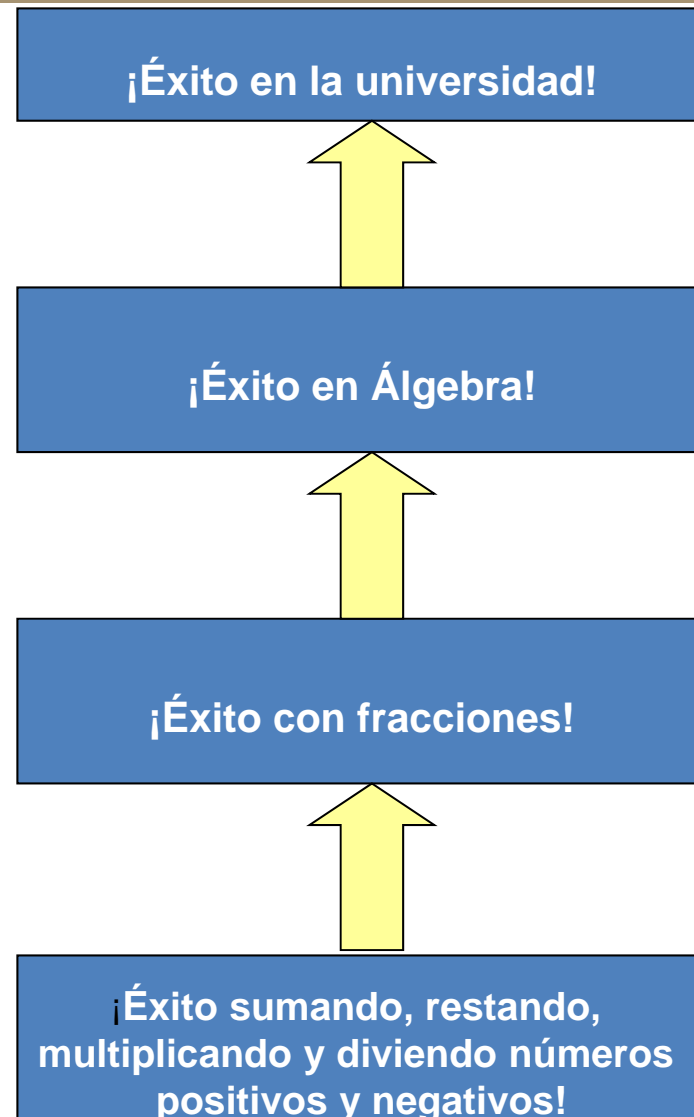 ¡Éxito en la universidad!
¡Éxito en Álgebra!
¡Éxito con fracciones!
¡Éxito sumando, restando,
multiplicando y diviendo números
positivos y negativos!